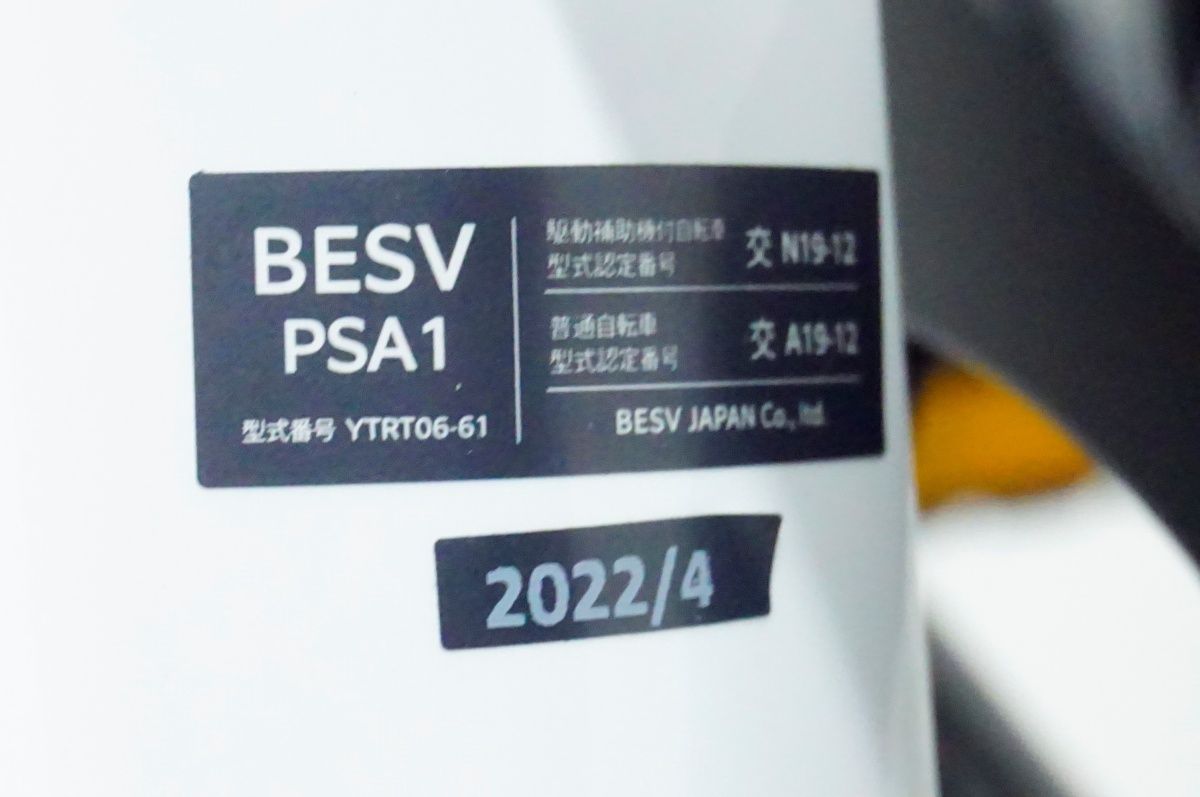 BESV
PSA1
型式番号 YTRT06-61
駆動補助機付自転車
型式認定番号
交 N19-12
普通自転車
型式認定番号
交 A19-12
BESV JAPAN Co., ltd.
2022/4